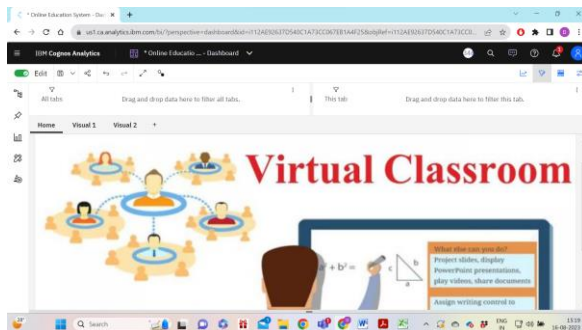 * Online Education System - Das
us1.ca.analytics.ibm.com/bi/?perspective=dashboard&id=i112AE92637D540C1A73CC067EB1A4F25&objRef=i112AE92637D540C1A73CC0...
IBM Cognos Analytics
* Online Educatio ... - Dashboard
Edit
All tabs
Drag and drop data here to filter all tabs.
This tab
Drag and drop data here to filter this tab.
Home Visual 1 Visual 2 +
Virtual Classroom
What else can you do?
Project slides, display
PowerPoint presentations,
play videos, share documents
Assign writing control to
+ b² =
c
b
a
28°
Search
ENG
IN
13:19
16-08-2023